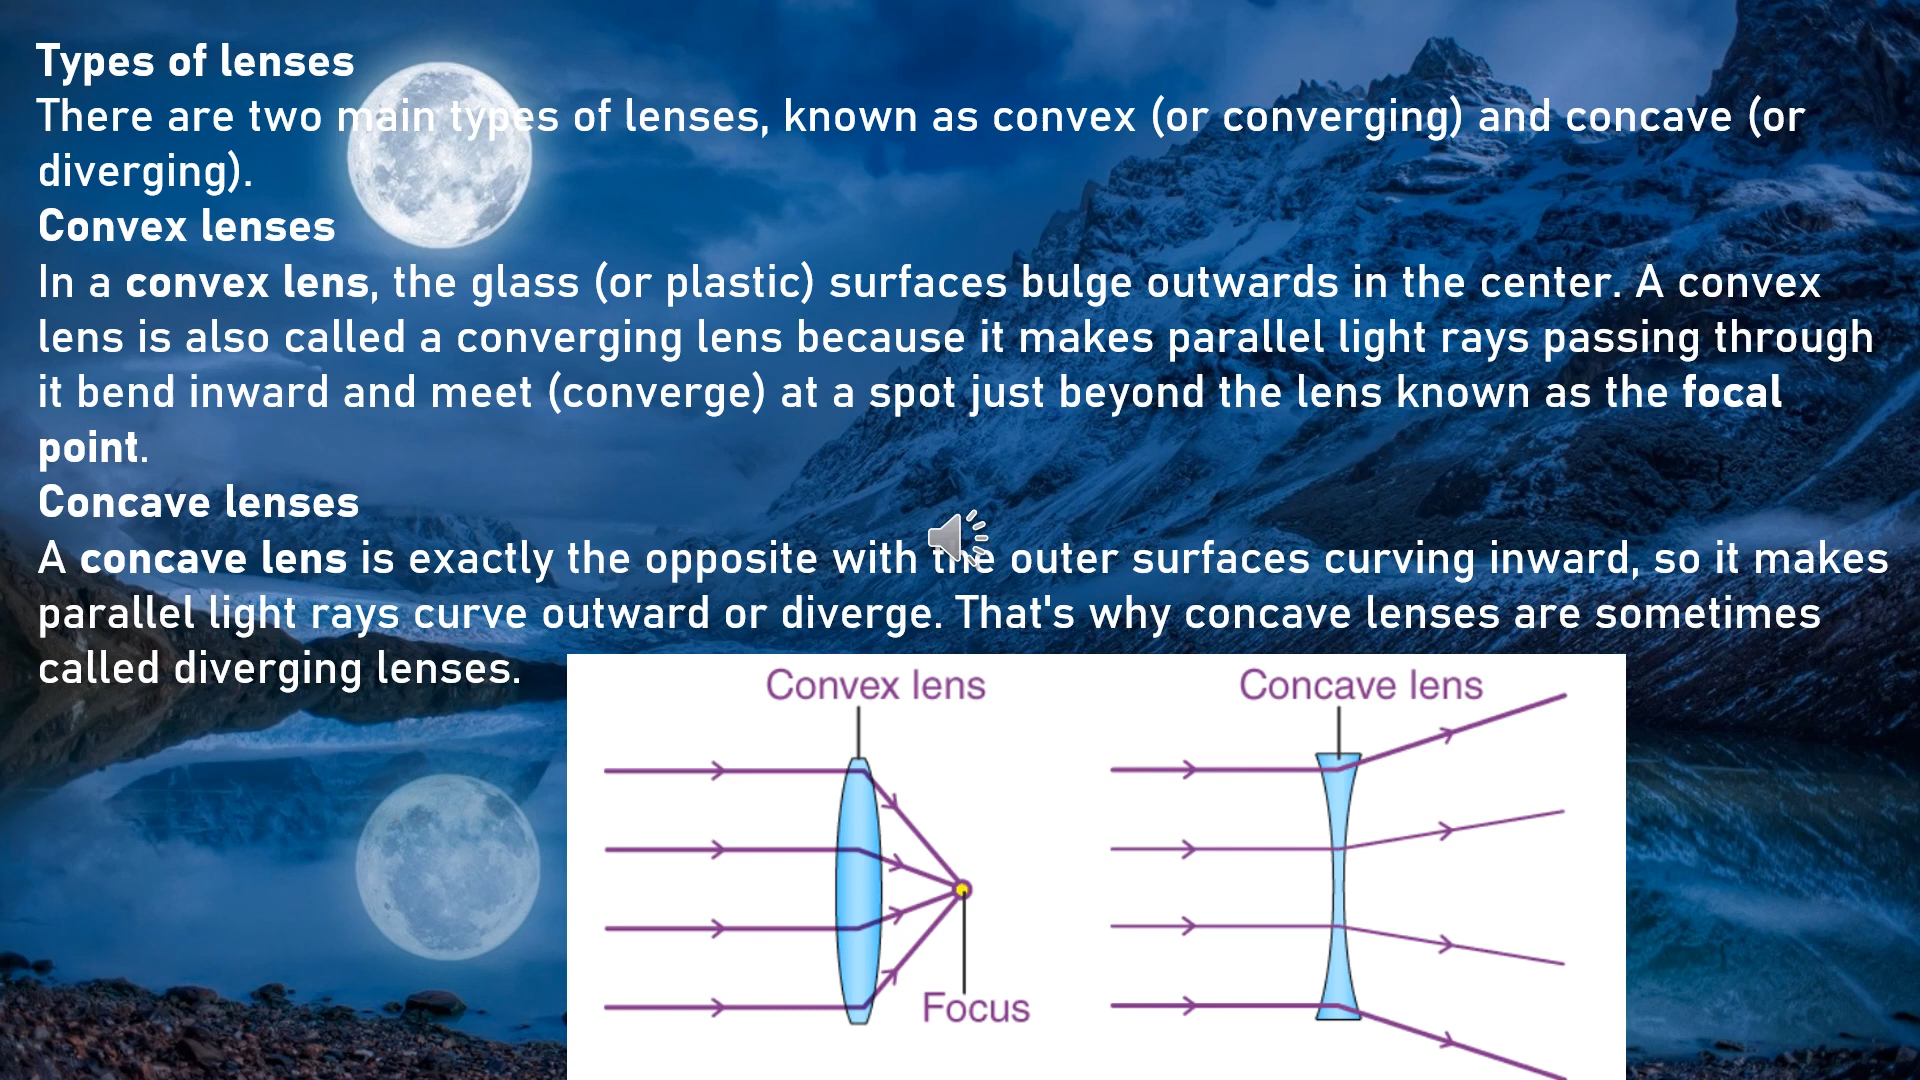 Types of lenses
There are two main types of lenses, known as convex (or converging) and concave (or
diverging).
Convex lenses
In a convex lens, the glass (or plastic) surfaces bulge outwards in the center. A convex
lens is also called a converging lens because it makes parallel light rays passing through
it bend inward and meet (converge) at a spot just beyond the lens known as the focal
point.
Concave lenses
A concave lens is exactly the opposite with the outer surfaces curving inward, so it makes
parallel light rays curve outward or diverge. That's why concave lenses are sometimes
called diverging lenses.
Convex lens
Concave lens
Focus